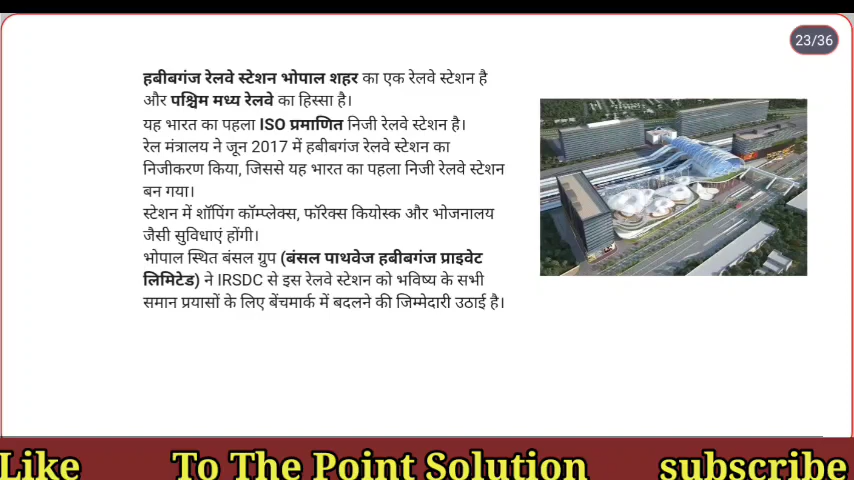 23/36
हबीबगंज रेलवे स्टेशन भोपाल शहर का एक रेलवे स्टेशन है
और पश्चिम मध्य रेलवे का हिस्सा है।
यह भारत का पहला ISO प्रमाणित निजी रेलवे स्टेशन है।
रेल मंत्रालय ने जून 2017 में हबीबगंज रेलवे स्टेशन का
निजीकरण किया, जिससे यह भारत का पहला निजी रेलवे स्टेशन
बन गया।
स्टेशन में शॉपिंग कॉम्प्लेक्स, फॉरेक्स कियोस्क और भोजनालय
जैसी सुविधाएं होंगी।
भोपाल स्थित बंसल ग्रुप (बंसल पाथवेज हबीबगंज प्राइवेट
लिमिटेड) ने IRSDC से इस रेलवे स्टेशन को भविष्य के सभी
समान प्रयासों के लिए बेंचमार्क में बदलने की जिम्मेदारी उठाई है।
Like To The Point Solution subscribe